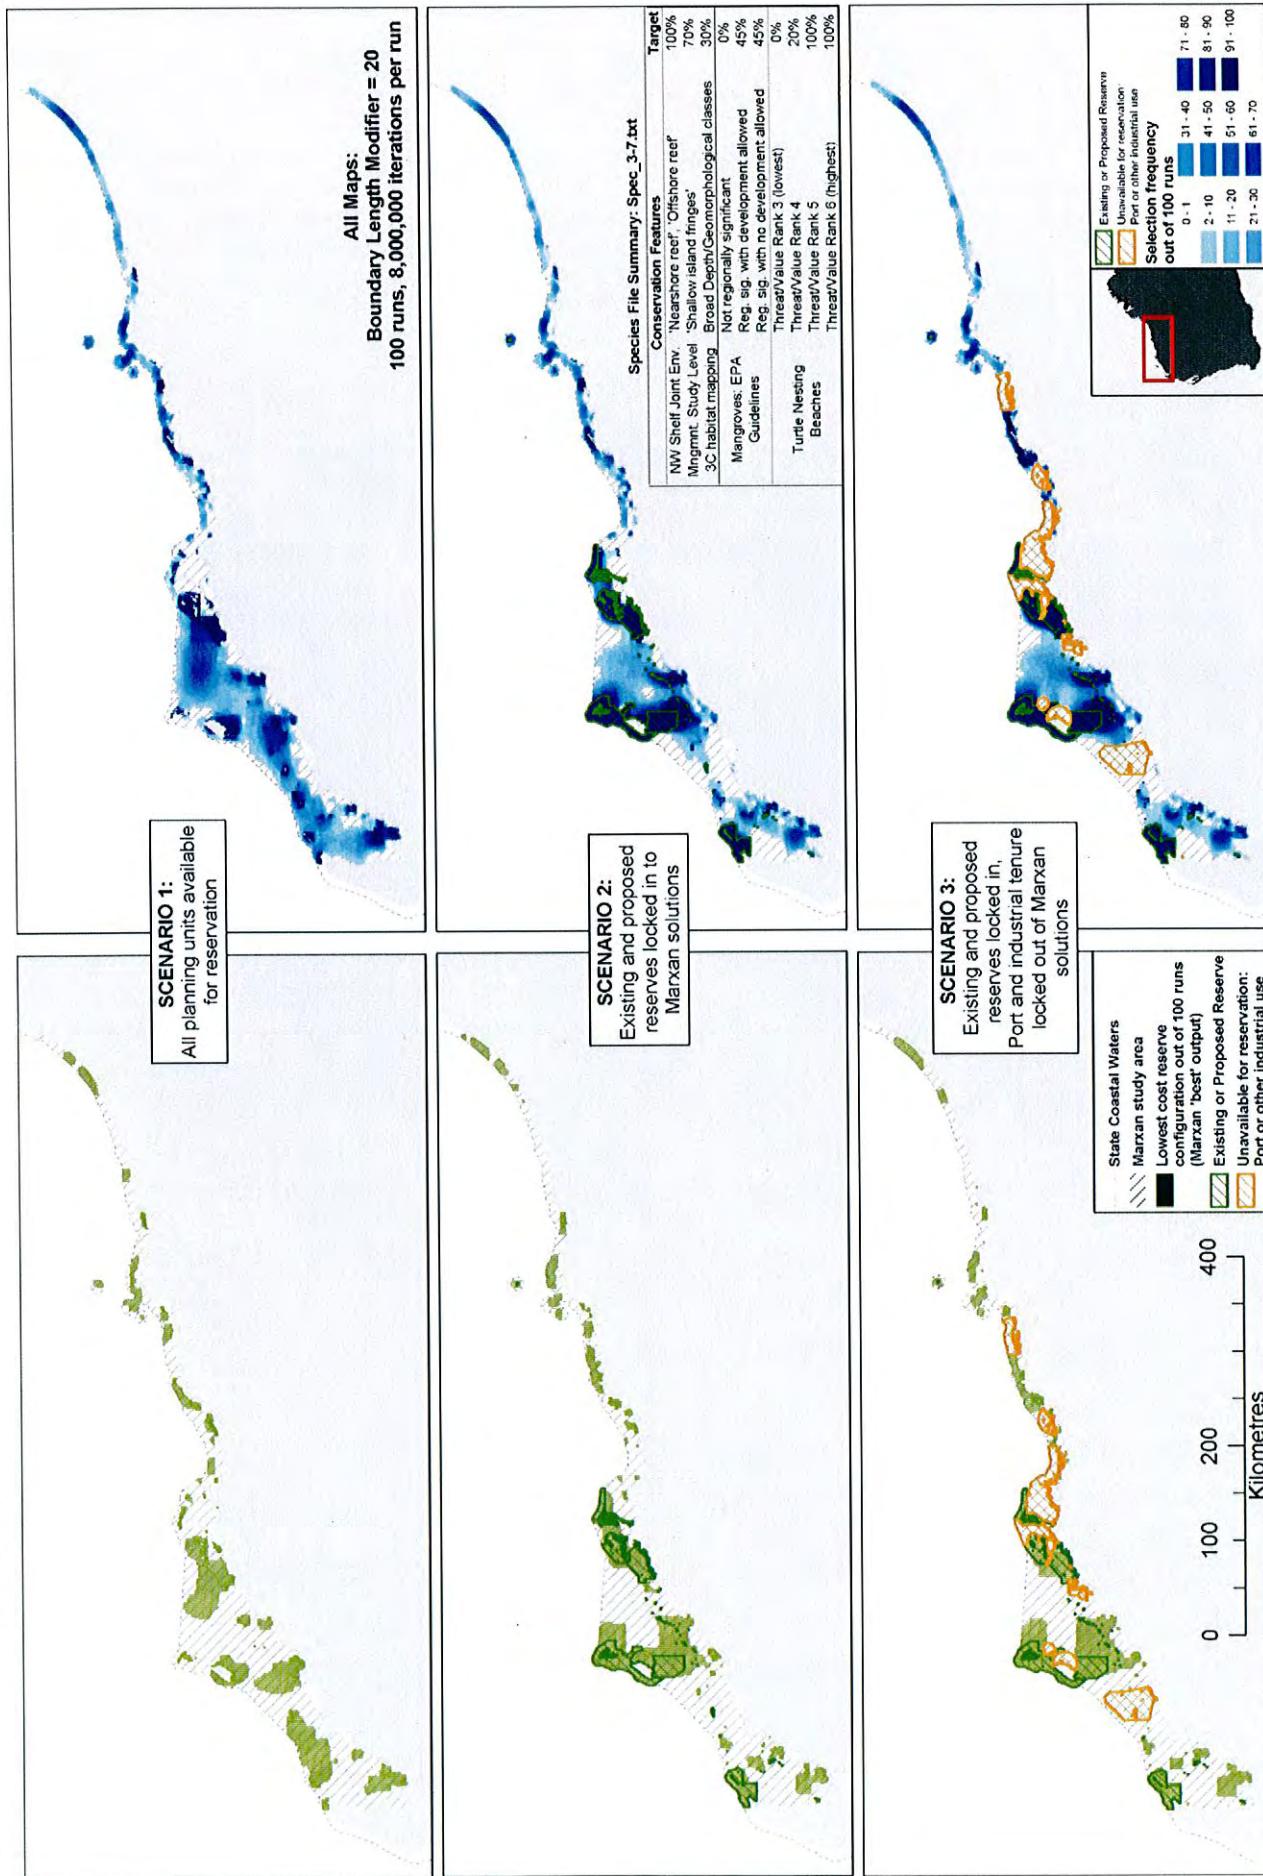 All Maps:
Boundary Length Modifier = 20
100 runs, 8,000,000 iterations per run
SCENARIO 1:
All planning units available
for reservation
Species File Summary: Spec_3-7.txt
Conservation Features Target
NW Shelf Joint Env. 'Nearshore reef', 'Offshore reef' 100%
Mngmnt. Study Level 'Shallow island fringes' 70%
3C habitat mapping Broad Depth/Geomorphological classes 30%
Mangroves: EPA Guidelines Not regionally significant 0%
Reg. sig. with development allowed 45%
Reg. sig. with no development allowed 45%
Turtle Nesting Beaches Threat/Value Rank 3 (lowest) 0%
Threat/Value Rank 4 20%
Threat/Value Rank 5 100%
Threat/Value Rank 6 (highest) 100%
SCENARIO 2:
Existing and proposed
reserves locked in to
Marxan solutions
SCENARIO 3:
Existing and proposed
reserves locked in,
Port and industrial tenure
locked out of Marxan
solutions
State Coastal Waters
Marxan study area
Lowest cost reserve
configuration out of 100 runs
(Marxan 'best' output)
Existing or Proposed Reserve
Unavailable for reservation:
Port or other industrial use
0 100 200 400
Kilometres
Existing or Proposed Reserve
Unavailable for reservation:
Port or other industrial use
Selection frequency
out of 100 runs
0 - 1 31 - 40 71 - 80
2 - 10 41 - 50 81 - 90
11 - 20 51 - 60 91 - 100
21 - 30 61 - 70